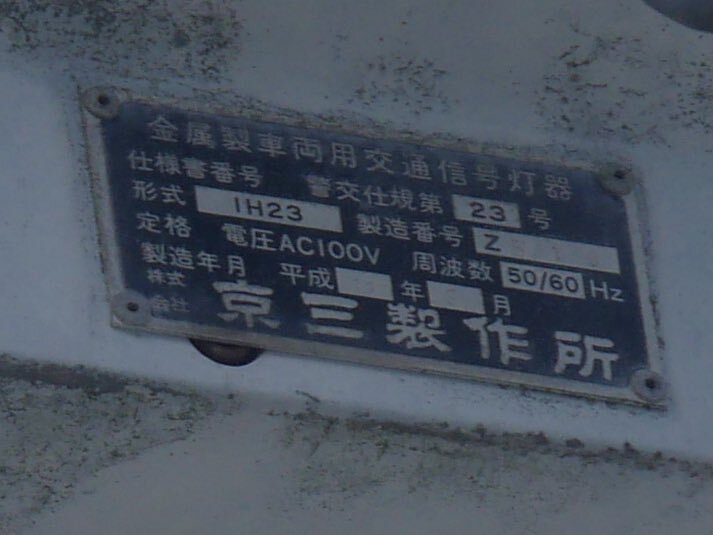 金属製車両用交通信号灯器
仕様書番号 警交仕規第 23 号
形式 1H23 製造番号 Z
定格 電圧AC100V 周波数 50/60 Hz
製造年月 平成 年 月
株式会社 京三製作所